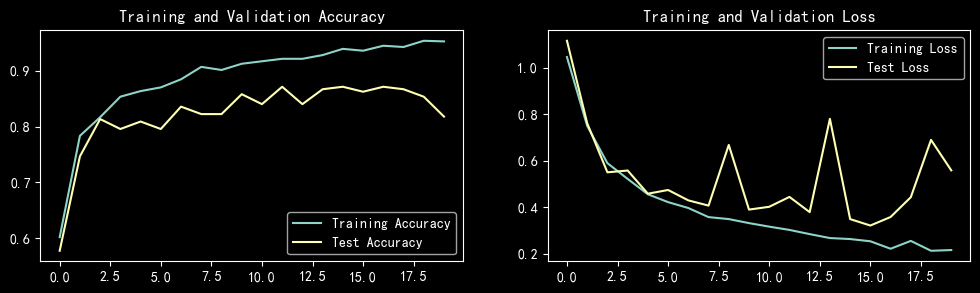 Training and Validation Accuracy
0.9
0.8
0.7
0.6
Training Accuracy
Test Accuracy
0.0 2.5 5.0 7.5 10.0 12.5 15.0 17.5
Training and Validation Loss
1.0
0.8
0.6
0.4
0.2
Training Loss
Test Loss
0.0 2.5 5.0 7.5 10.0 12.5 15.0 17.5